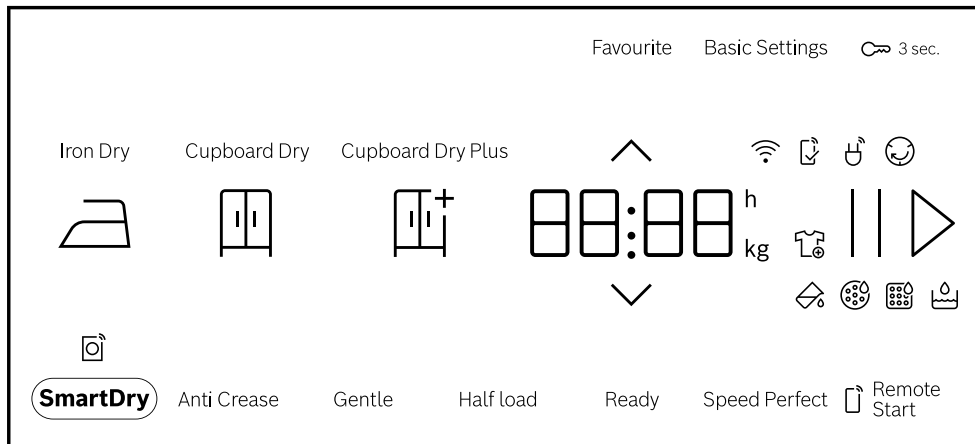 Favourite Basic Settings 3 sec.
Iron Dry Cupboard Dry Cupboard Dry Plus
88:88 h
kg
SmartDry Anti Crease Gentle Half load Ready Speed Perfect Remote
Start